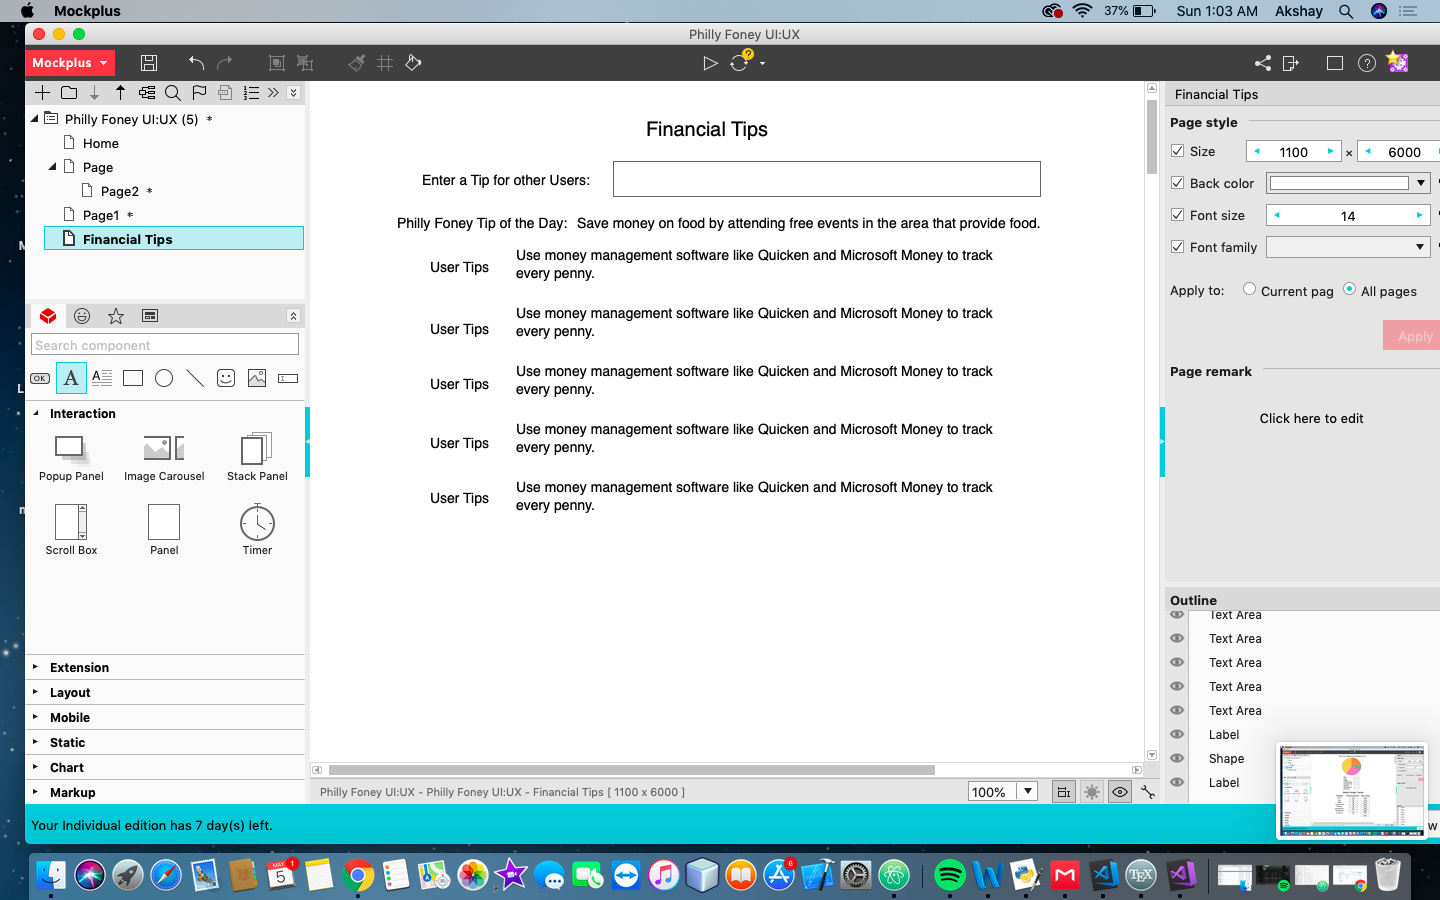 Mockplus
37%
Sun 1:03 AM
Akshay
Philly Foney UI:UX
Mockplus
?
?
Philly Foney UI:UX (5) *
Home
Page
Page2 *
Page1 *
Financial Tips
Search component
OK
A
A
Interaction
Popup Panel
Image Carousel
Stack Panel
Scroll Box
Panel
Timer
Extension
Layout
Mobile
Static
Chart
Markup
Financial Tips
Enter a Tip for other Users:
Philly Foney Tip of the Day: Save money on food by attending free events in the area that provide food.
User Tips
Use money management software like Quicken and Microsoft Money to track
every penny.
User Tips
Use money management software like Quicken and Microsoft Money to track
every penny.
User Tips
Use money management software like Quicken and Microsoft Money to track
every penny.
User Tips
Use money management software like Quicken and Microsoft Money to track
every penny.
User Tips
Use money management software like Quicken and Microsoft Money to track
every penny.
Philly Foney UI:UX - Philly Foney UI:UX - Financial Tips [ 1100 x 6000 ]
100%
Financial Tips
Page style
Size
1100
×
6000
Back color
Font size
14
Font family
Apply to:
Current pag
All pages
Apply
Page remark
Click here to edit
Outline
Text Area
Text Area
Text Area
Text Area
Text Area
Label
Shape
Label
Your Individual edition has 7 day(s) left.
w
MAY
5
1
6
TEX